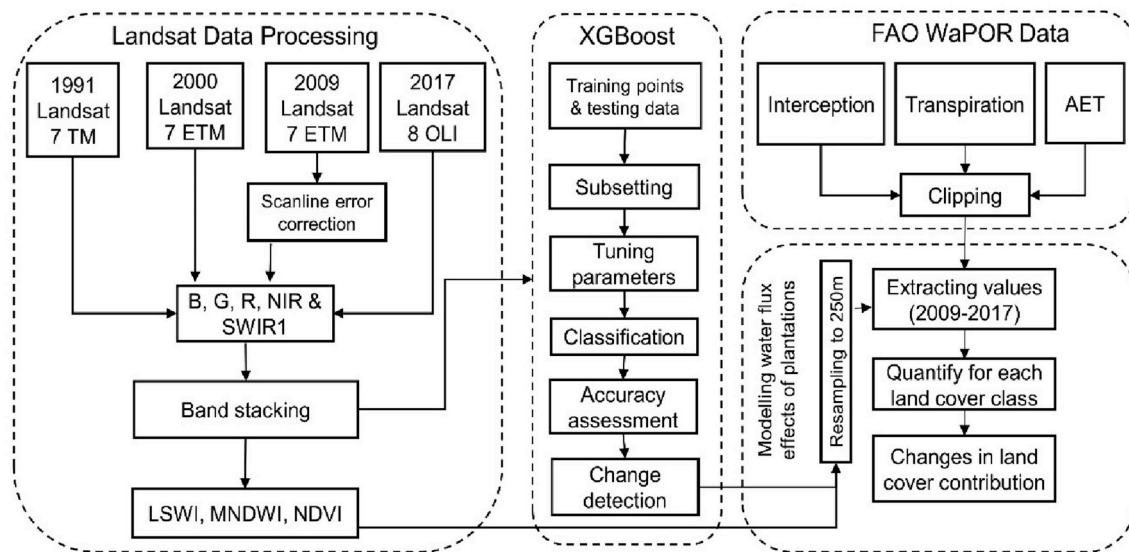 Landsat Data Processing
1991
Landsat
7 TM
2000
Landsat
7 ETM
2009
Landsat
7 ETM
2017
Landsat
8 OLI
Scanline error
correction
B, G, R, NIR &
SWIR1
Band stacking
LSWI, MNDWI, NDVI
XGBoost
Training points
& testing data
Subsetting
Tuning
parameters
Classification
Accuracy
assessment
Change
detection
FAO WaPOR Data
Interception
Transpiration
AET
Clipping
Modelling water flux
effects of plantations
Resampling to 250m
Extracting values
(2009-2017)
Quantify for each
land cover class
Changes in land
cover contribution